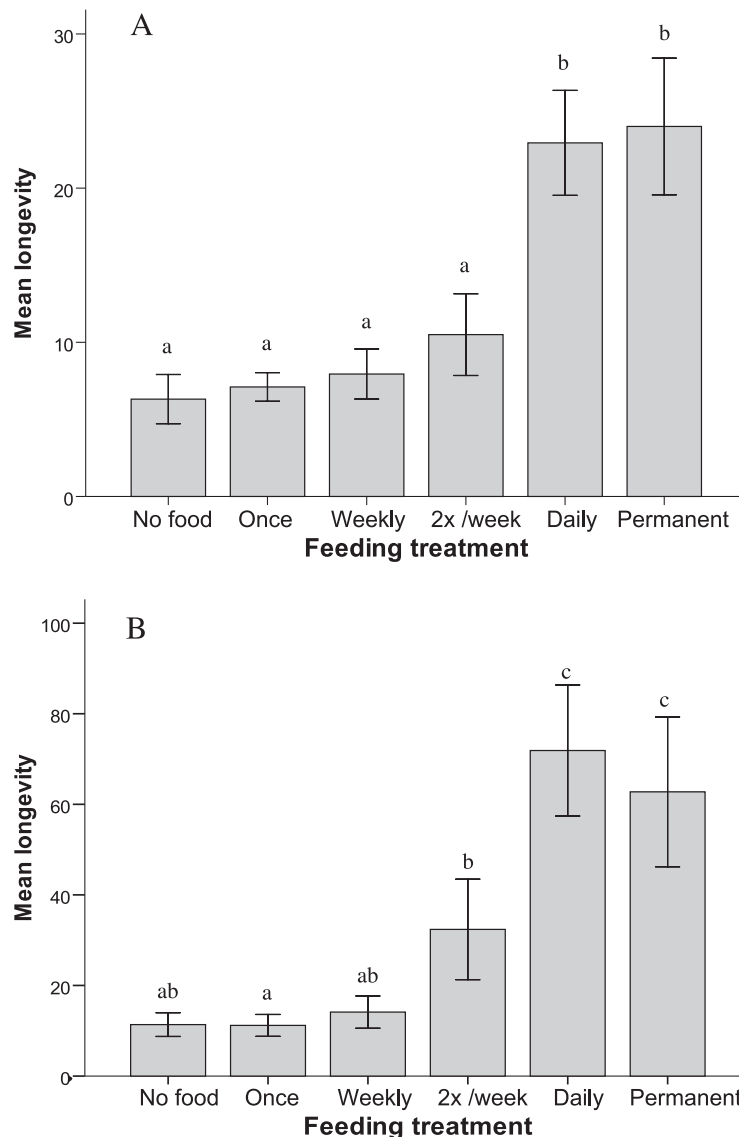 A
Mean longevity
30
20
10
0
a
a
a
a
b
b
No food Once Weekly 2x /week Daily Permanent
Feeding treatment
B
Mean longevity
100
80
60
40
20
0
ab
a
ab
b
c
c
No food Once Weekly 2x /week Daily Permanent
Feeding treatment